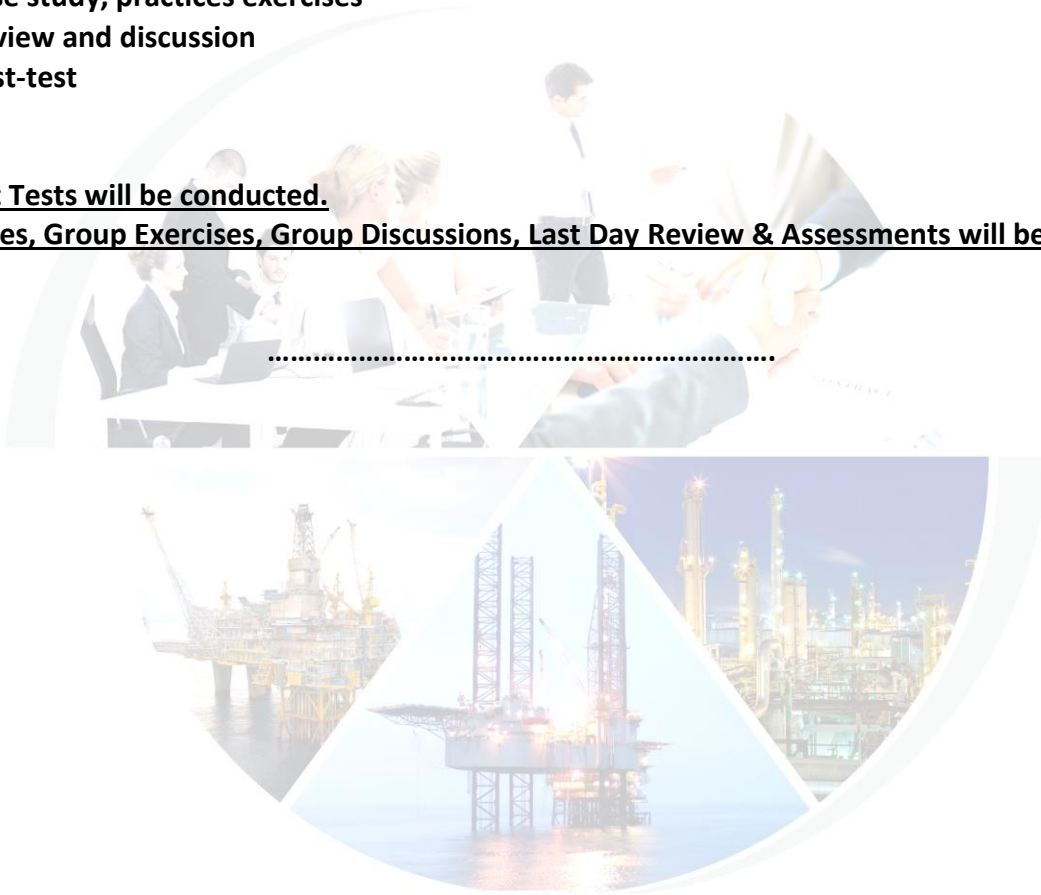 se study, practices exercises
view and discussion
st-test
t Tests will be conducted.
es, Group Exercises, Group Discussions, Last Day Review & Assessments will be
………………………………………………………….
CONTRACT